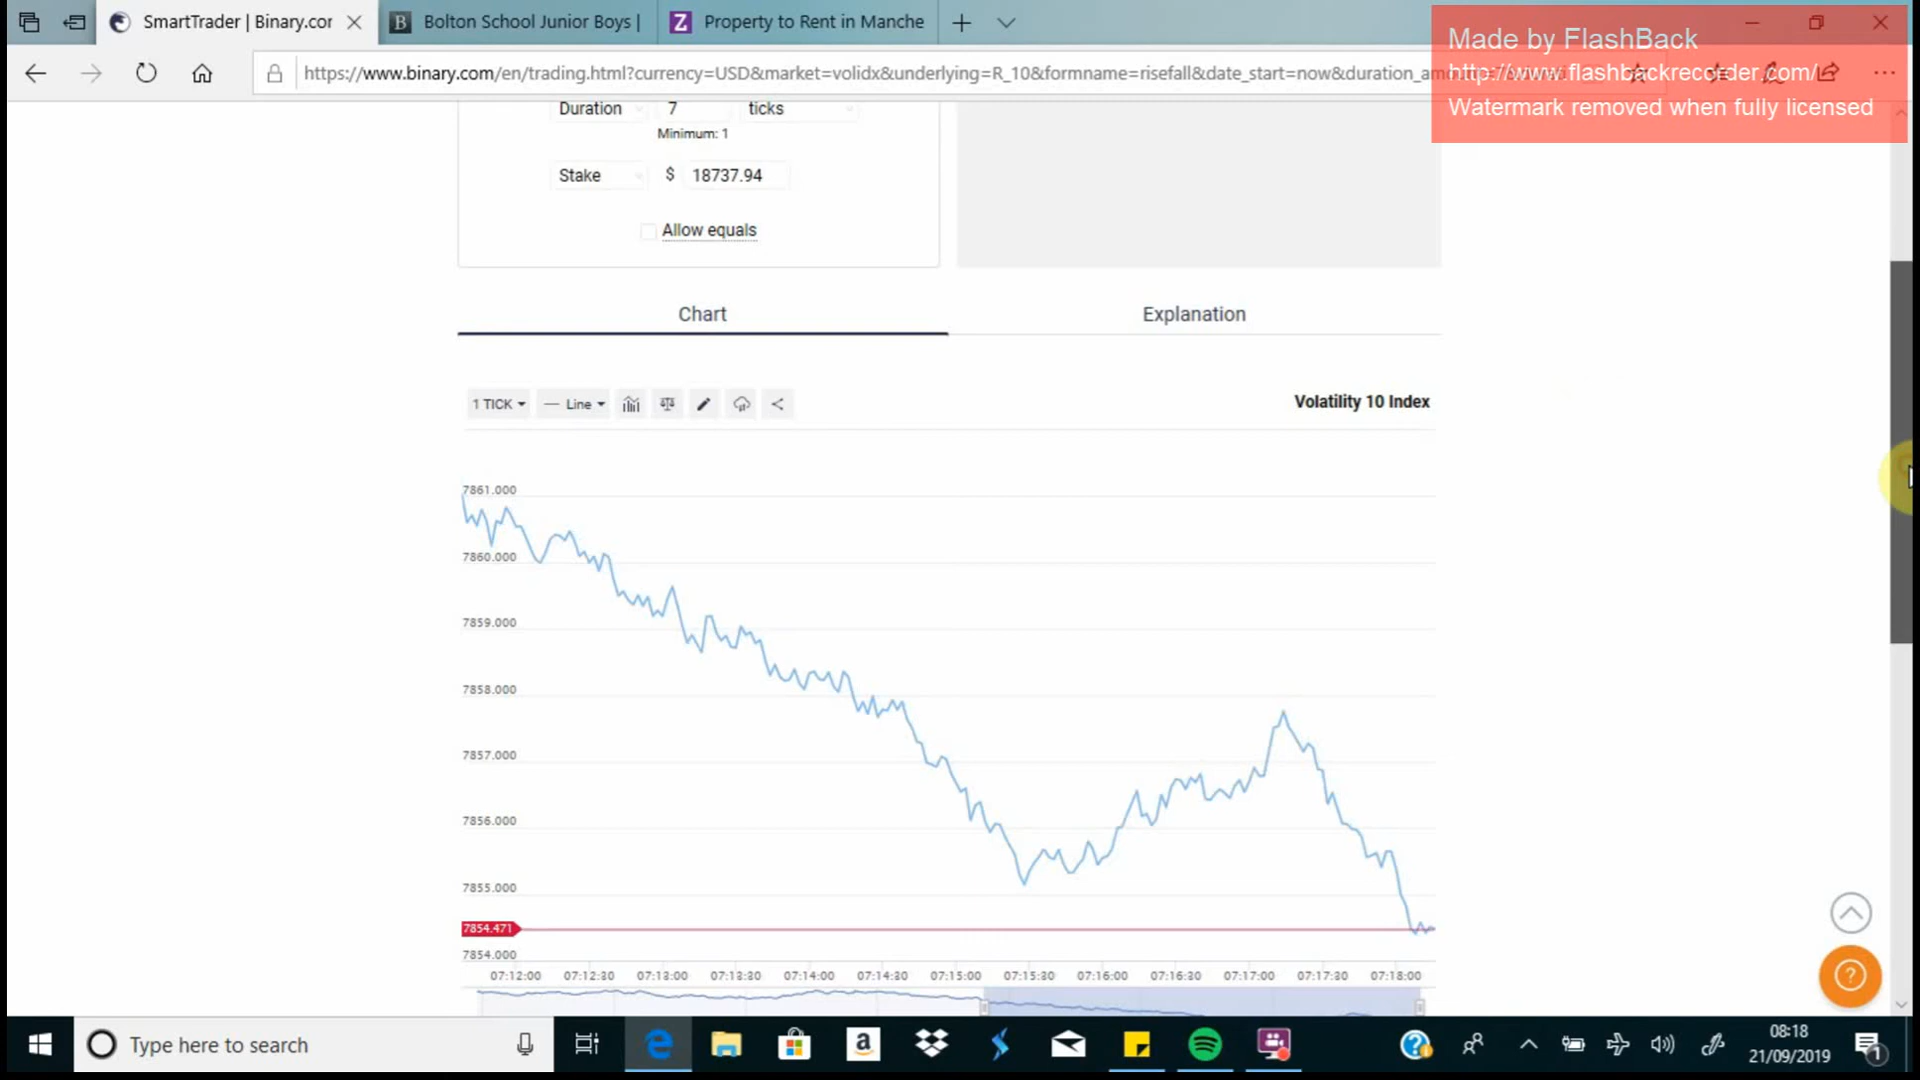 SmartTrader | Binary.cor
Bolton School Junior Boys |
Property to Rent in Manche
Made by FlashBack
http://www.flashbackrecorder.com/
Watermark removed when fully licensed
https://www.binary.com/en/trading.html?currency=USD&market=volidx&underlying=R_10&formname=risefall&date_start=now&duration_am
Duration 7 ticks
Minimum: 1
Stake $ 18737.94
Allow equals
Chart Explanation
1 TICK Line
Volatility 10 Index
7861.000
7860.000
7859.000
7858.000
7857.000
7856.000
7855.000
7854.471
7854.000
07:12:00 07:12:30 07:13:00 07:13:30 07:14:00 07:14:30 07:15:00 07:15:30 07:16:00 07:16:30 07:17:00 07:17:30 07:18:00
Type here to search
08:18
21/09/2019
1